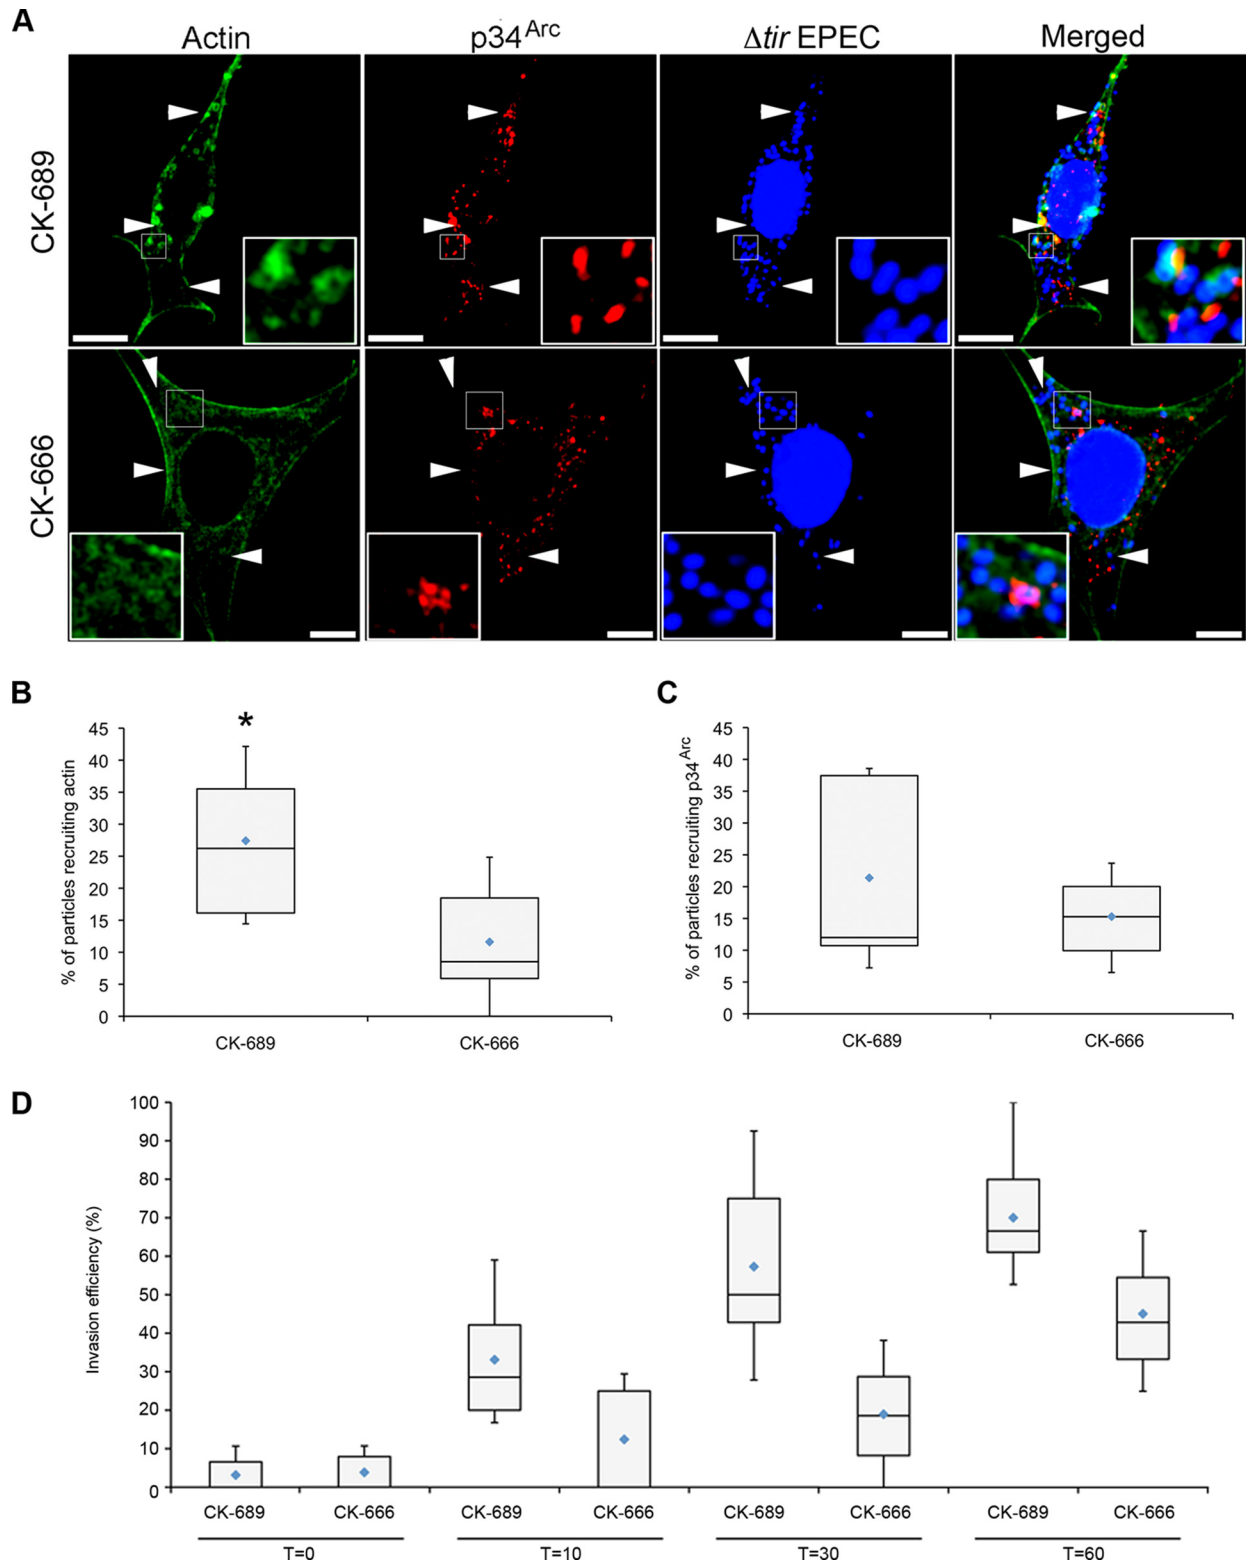 A
Actin p34Arc Δtir EPEC Merged
CK-689
CK-666
B
*
% of particles recruiting actin
45
40
35
30
25
20
15
10
5
0
CK-689 CK-666
C
% of particles recruiting p34Arc
45
40
35
30
25
20
15
10
5
0
CK-689 CK-666
D
Invasion efficiency (%)
100
90
80
70
60
50
40
30
20
10
0
CK-689 CK-666 CK-689 CK-666 CK-689 CK-666 CK-689 CK-666
T=0 T=10 T=30 T=60